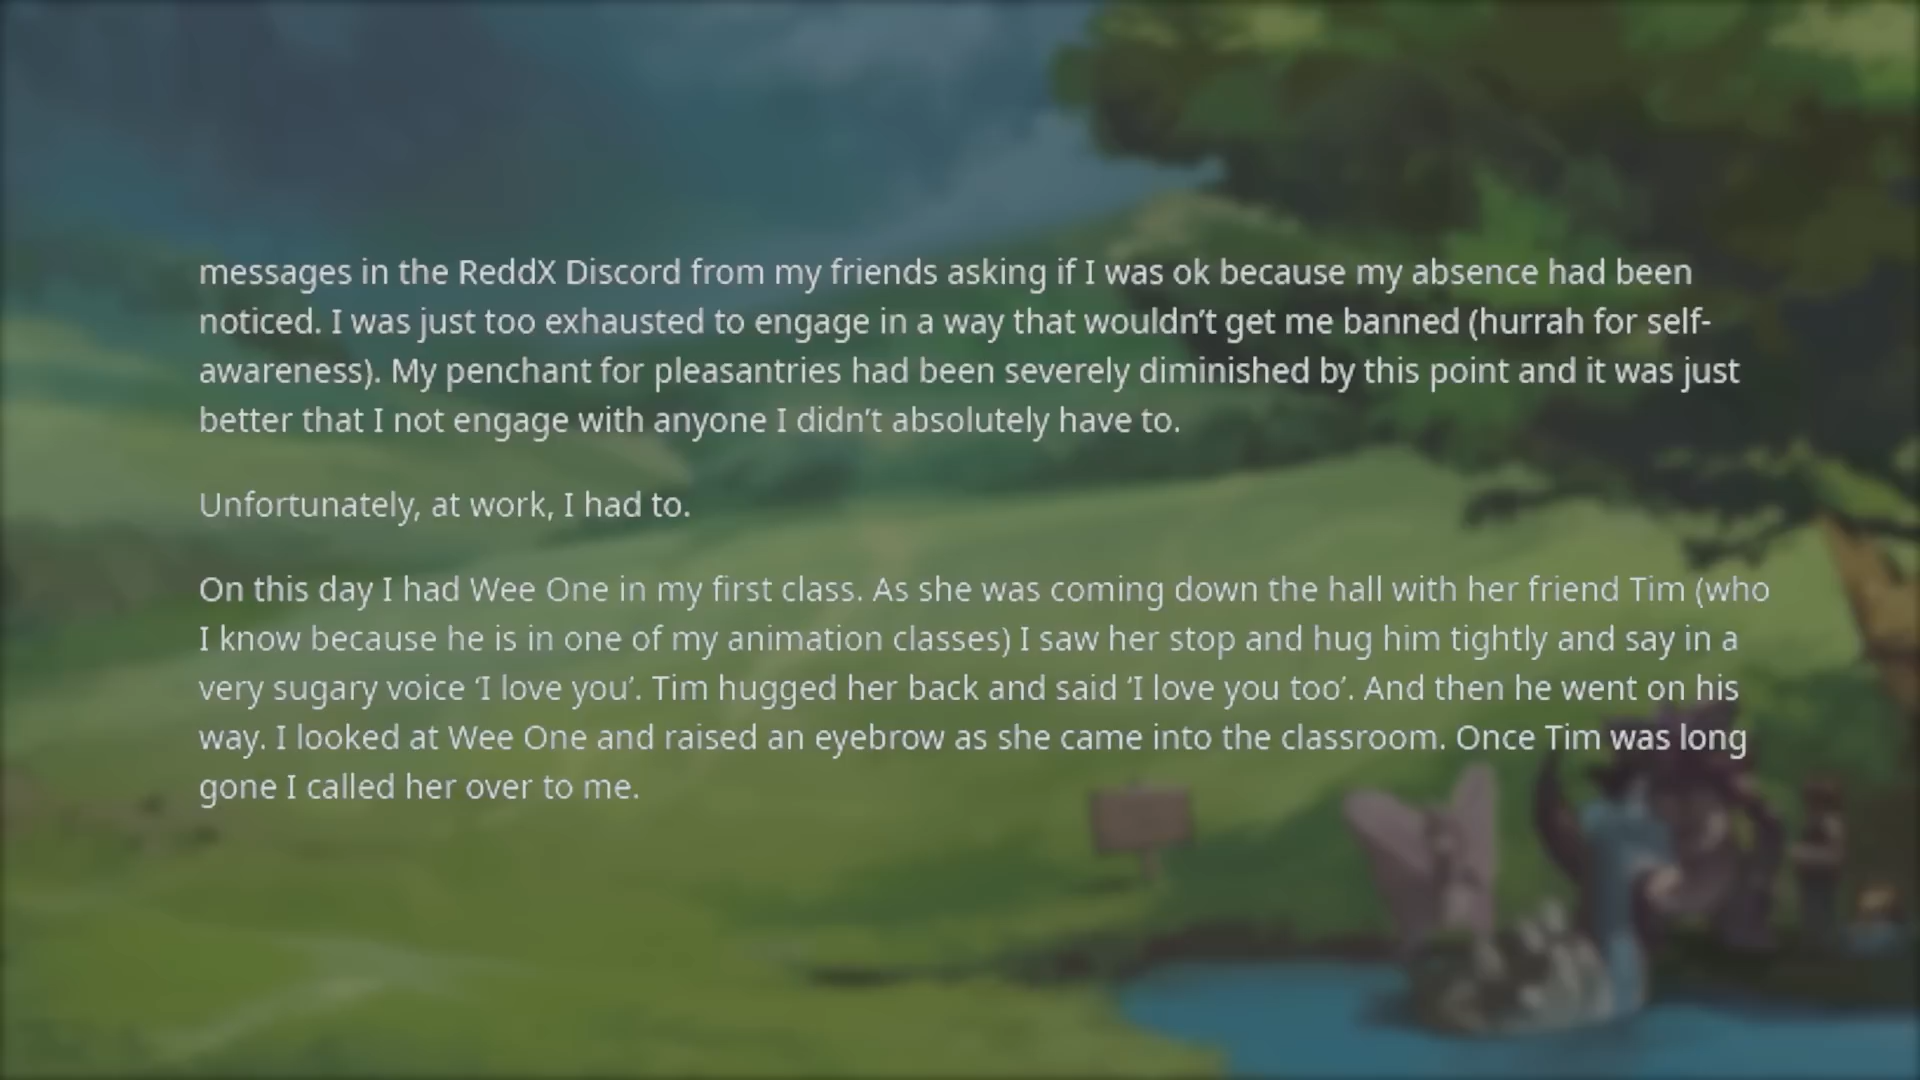 messages in the ReddX Discord from my friends asking if I was ok because my absence had been
noticed. I was just too exhausted to engage in a way that wouldn’t get me banned (hurrah for self-
awareness). My penchant for pleasantries had been severely diminished by this point and it was just
better that I not engage with anyone I didn’t absolutely have to.
Unfortunately, at work, I had to.
On this day I had Wee One in my first class. As she was coming down the hall with her friend Tim (who
I know because he is in one of my animation classes) I saw her stop and hug him tightly and say in a
very sugary voice ‘I love you’. Tim hugged her back and said ‘I love you too’. And then he went on his
way. I looked at Wee One and raised an eyebrow as she came into the classroom. Once Tim was long
gone I called her over to me.